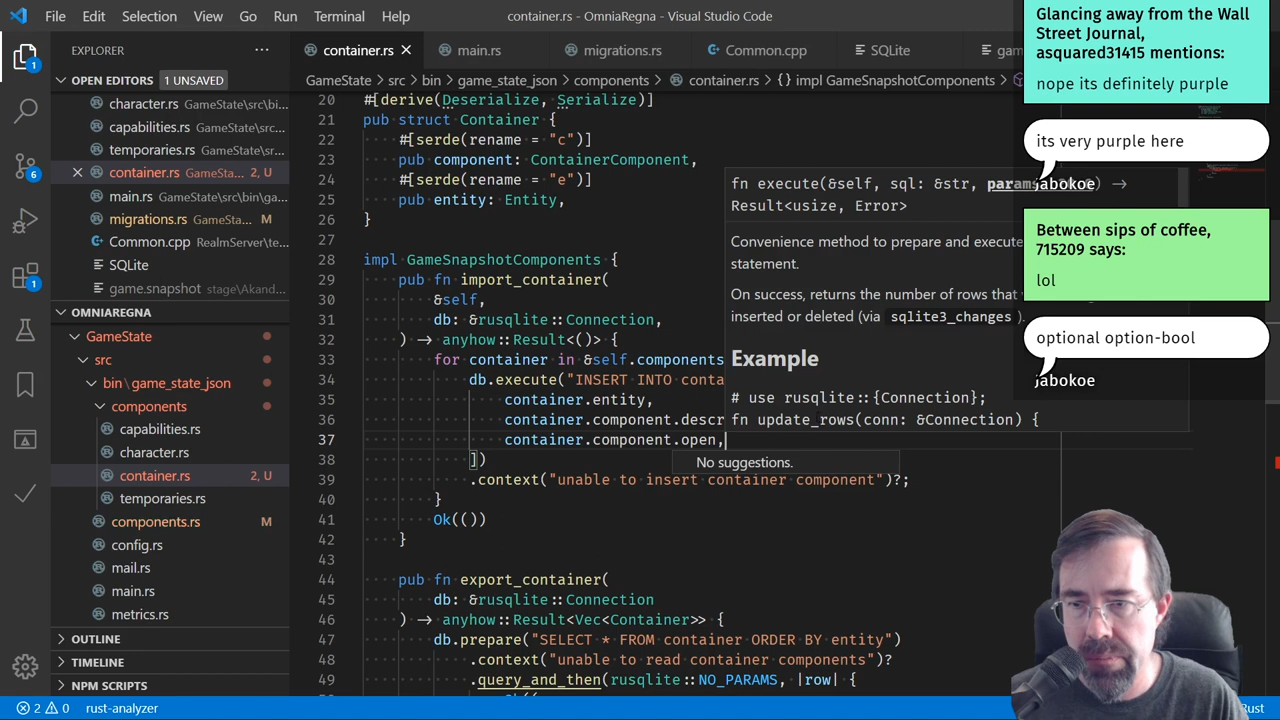 File Edit Selection View Go Run Terminal Help
container.rs - OmniaRegna - Visual Studio Code
EXPLORER
OPEN EDITORS 1 UNSAVED
character.rs GameState\src\bi...
capabilities.rs GameState\src...
temporaries.rs GameState\src...
container.rs GameSta... 2, U
main.rs GameState\src\bin\ga...
migrations.rs GameSta... M
Common.cpp RealmServer\te...
SQLite
game.snapshot stage\Akand...
OMNIAREGNA
GameState
src
bin\game_state_json
components
capabilities.rs
character.rs
container.rs 2, U
temporaries.rs
components.rs M
config.rs
mail.rs
main.rs
metrics.rs
OUTLINE
TIMELINE
NPM SCRIPTS
1
6
1
container.rs main.rs migrations.rs Common.cpp SQLite gam
GameState > src > bin > game_state_json > components > container.rs > {} impl GameSnapshotComponents >
20 #[derive(Deserialize, Serialize)]
21 pub struct Container {
22 #[serde(rename = "c")]
23 pub component: ContainerComponent,
24 #[serde(rename = "e")]
25 pub entity: Entity,
26 }
27
28 impl GameSnapshotComponents {
29 pub fn import_container(
30 &self,
31 db: &rusqlite::Connection,
32 ) → anyhow::Result<()> {
33 for container in &self.components
34 db.execute("INSERT INTO conta
35 container.entity,
36 container.component.descr
37 container.component.open,
38 ])
39 .context("unable to insert container component")?;
40 }
41 Ok(())
42 }
43
44 pub fn export_container(
45 db: &rusqlite::Connection
46 ) → anyhow::Result<Vec<Container>> {
47 db.prepare("SELECT * FROM container ORDER BY entity")
48 .context("unable to read container components")?
49 .query_and_then(rusqlite::NO_PARAMS, |row| {
fn execute(&self, sql: &str, params →
Result<usize, Error>
Convenience method to prepare and execute
statement.
On success, returns the number of rows that
inserted or deleted (via sqlite3_changes ).
Example
# use rusqlite::{Connection};
fn update_rows(conn: &Connection) {
No suggestions.
Glancing away from the Wall
Street Journal,
asquared31415 mentions:
nope its definitely purple
its very purple here
jabokoe
Between sips of coffee,
715209 says:
lol
optional option-bool
jabokoe
2 0 rust-analyzer
Rust